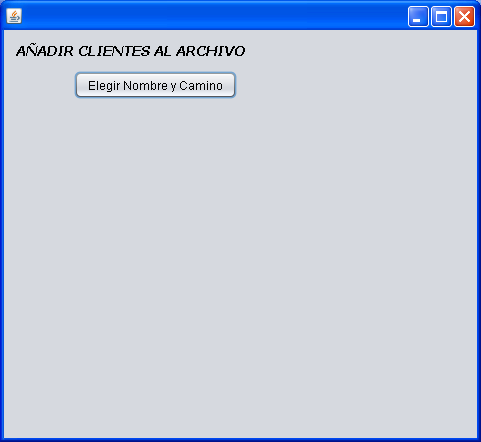 AÑADIR CLIENTES AL ARCHIVO
Elegir Nombre y Camino